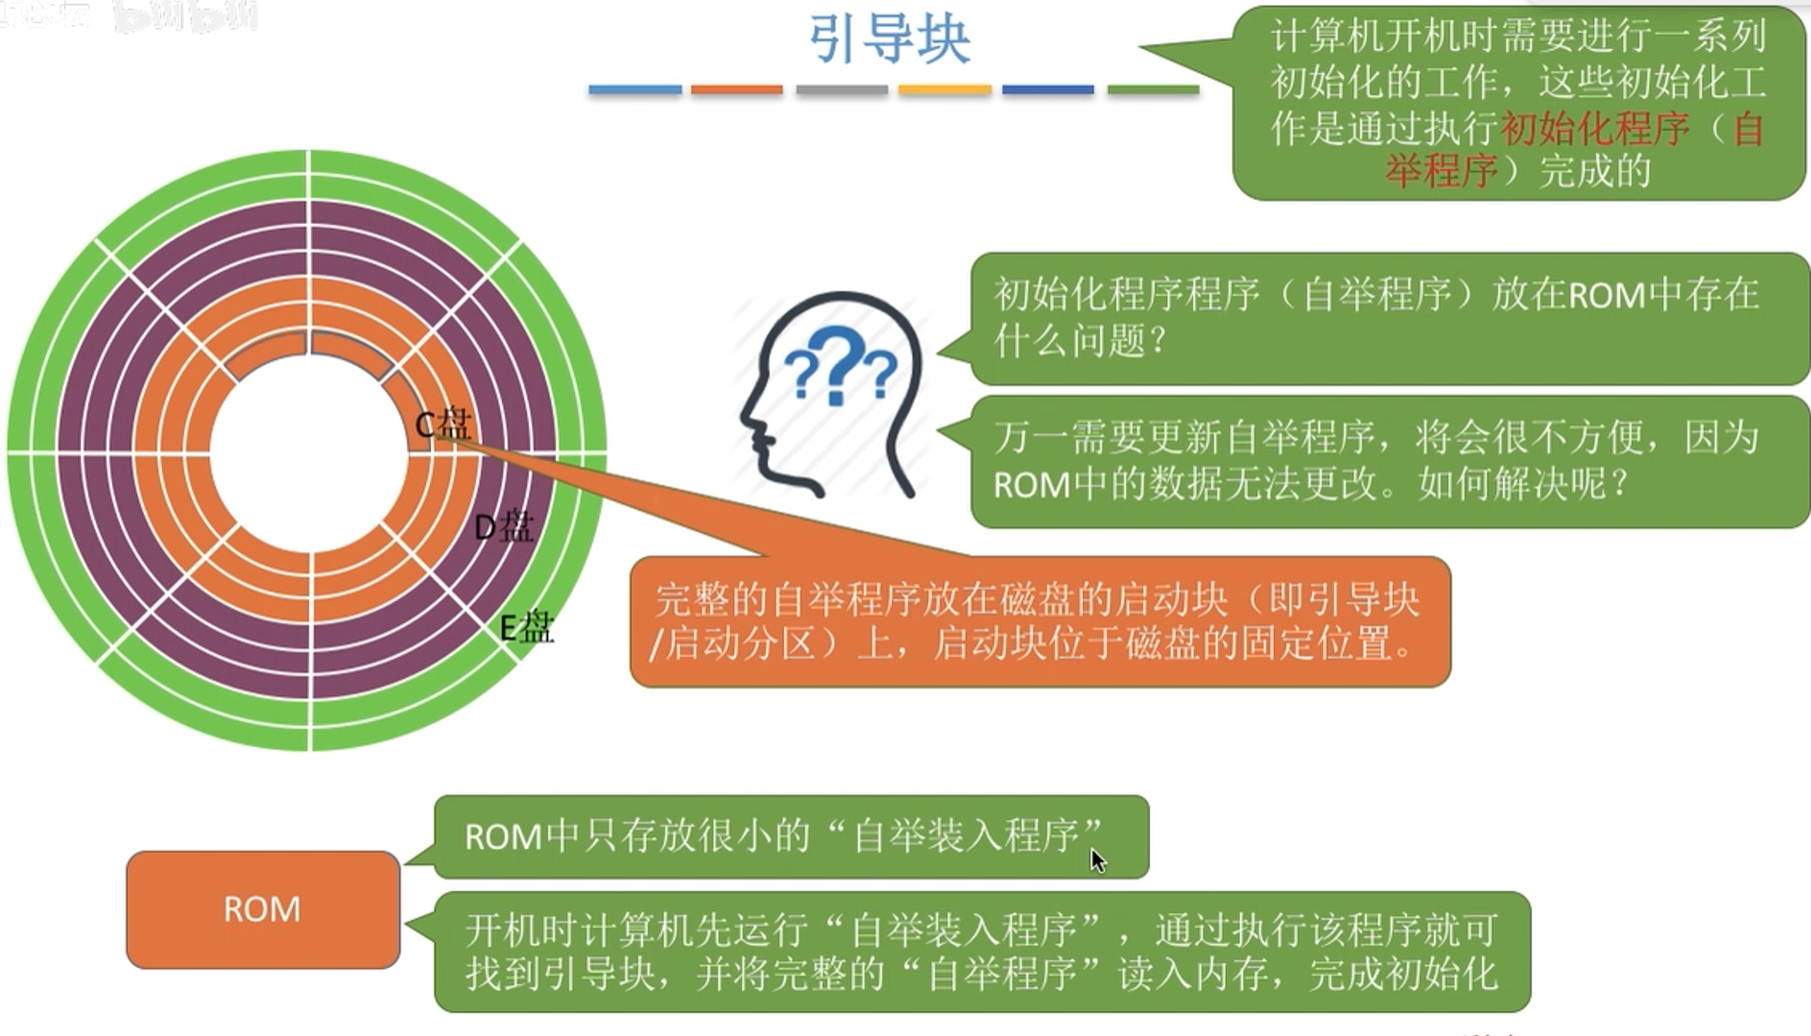 引导块
计算机开机时需要进行一系列
初始化的工作，这些初始化工
作是通过执行初始化程序（自
举程序）完成的
初始化程序程序（自举程序）放在ROM中存在
什么问题？
万一需要更新自举程序，将会很不方便，因为
ROM中的数据无法更改。如何解决呢？
???
C盘
D盘
E盘
完整的自举程序放在磁盘的启动块（即引导块
/启动分区）上，启动块位于磁盘的固定位置。
ROM中只存放很小的“自举装入程序”
ROM
开机时计算机先运行“自举装入程序”，通过执行该程序就可
找到引导块，并将完整的“自举程序”读入内存，完成初始化